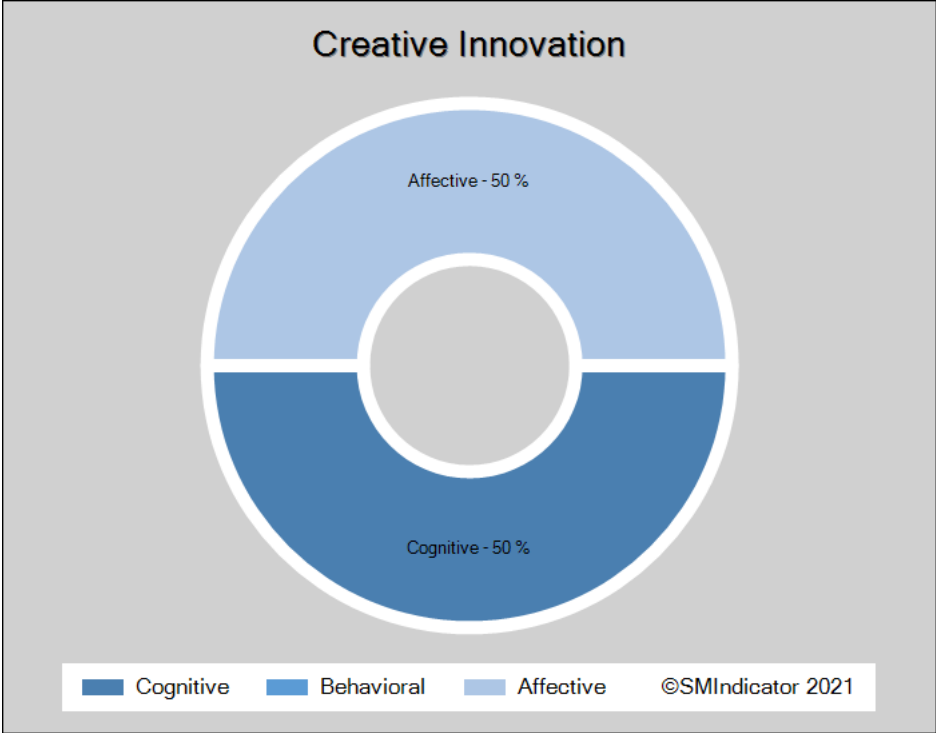 Creative Innovation
Affective - 50 %
Cognitive - 50 %
Cognitive Behavioral Affective ©SMIndicator 2021